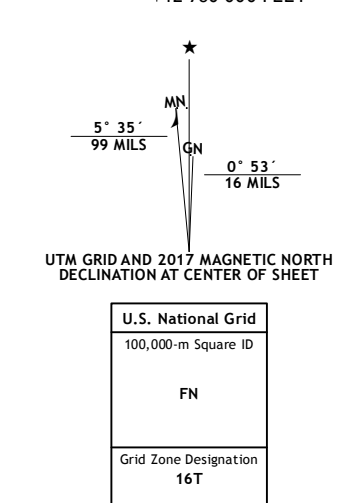 ★
MN
5° 35´
99 MILS
GN
0° 53´
16 MILS
UTM GRID AND 2017 MAGNETIC NORTH
DECLINATION AT CENTER OF SHEET
U.S. National Grid
100,000-m Square ID
FN
Grid Zone Designation
16T